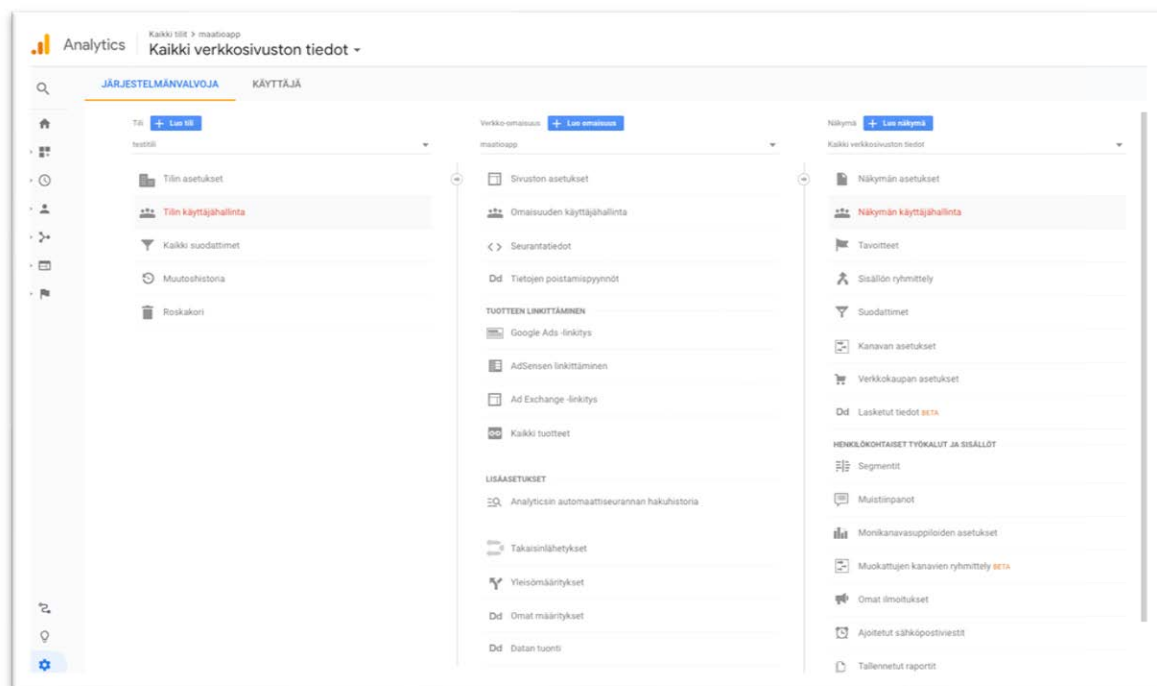 Analytics
Kaikki tilit > maatioapp
Kaikki verkkosivuston tiedot
JÄRJESTELMÄNVALVOJA
KÄYTTÄJÄ
Tili
+ Luo tili
testitili
Tilin asetukset
Tilin käyttäjähallinta
Kaikki suodattimet
Muutoshistoria
Roskakori
Verkko-omaisuus
+ Luo omaisuus
maatioapp
Sivuston asetukset
Omaisuuden käyttäjähallinta
Seurantatiedot
Dd Tietojen poistamispyynnöt
TUOTTEEN LINKITTÄMINEN
Google Ads -linkitys
AdSensen linkittäminen
Ad Exchange -linkitys
Kaikki tuotteet
LISÄASETUKSET
Analyticsin automaattiseurannan hakuhistoria
Takaisinlähetykset
Yleisömääritykset
Dd Omat määritykset
Dd Datan tuonti
Näkymä
+ Luo näkymä
Kaikki verkkosivuston tiedot
Näkymän asetukset
Näkymän käyttäjähallinta
Tavoitteet
Sisällön ryhmittely
Suodattimet
Kanavan asetukset
Verkkokaupan asetukset
Dd Lasketut tiedot BETA
HENKILÖKOHTAISET TYÖKALUT JA SISÄLLÖT
Segmentit
Muistiinpanot
Monikanavasuppiloiden asetukset
Muokattujen kanavien ryhmittely BETA
Omat ilmoitukset
Ajoitetut sähköpostiviestit
Tallennetut raportit